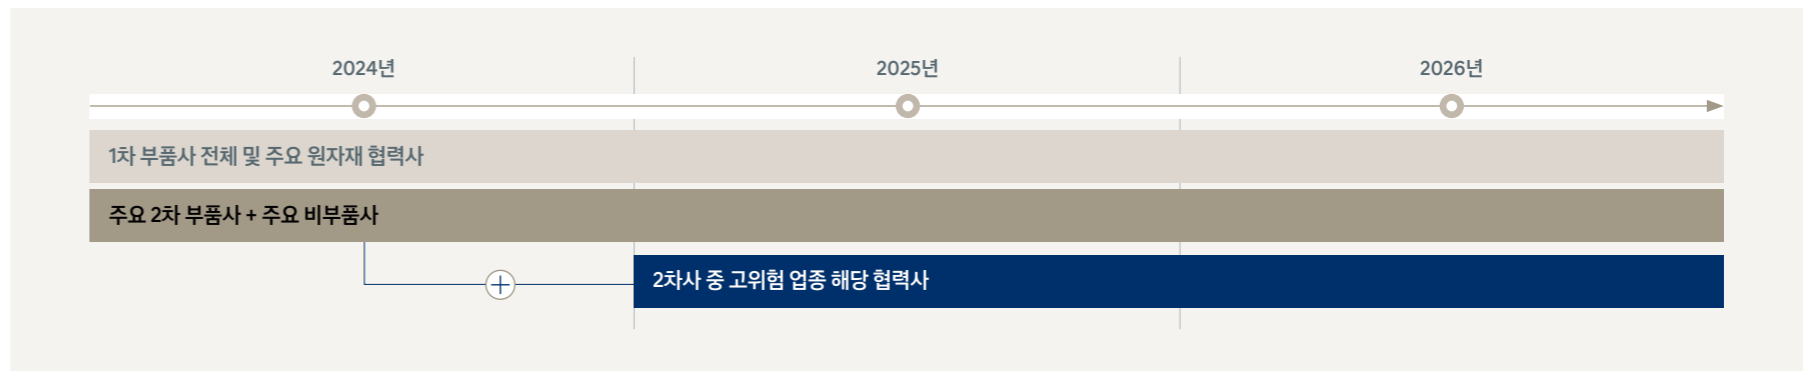 2024년
2025년
2026년
1차 부품사 전체 및 주요 원자재 협력사
주요 2차 부품사 + 주요 비부품사
2차사 중 고위험 업종 해당 협력사